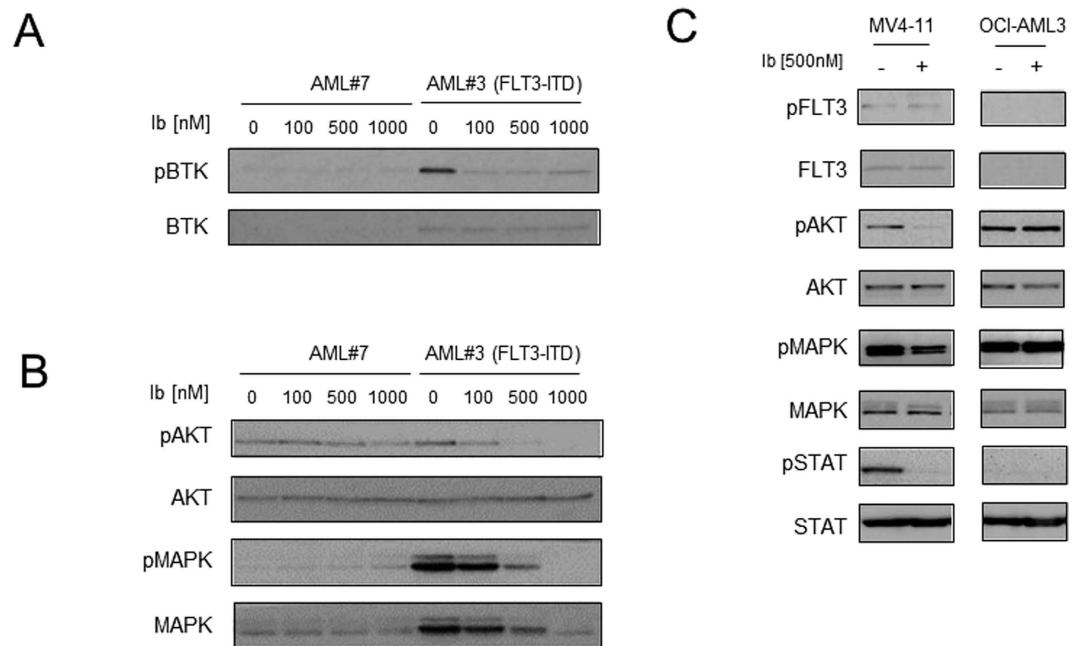 A
AML#7 AML#3 (FLT3-ITD)
Ib [nM] 0 100 500 1000 0 100 500 1000
pBTK
BTK
B
AML#7 AML#3 (FLT3-ITD)
Ib [nM] 0 100 500 1000 0 100 500 1000
pAKT
AKT
pMAPK
MAPK
C
MV4-11 OCI-AML3
Ib [500nM] - + - +
pFLT3
FLT3
pAKT
AKT
pMAPK
MAPK
pSTAT
STAT